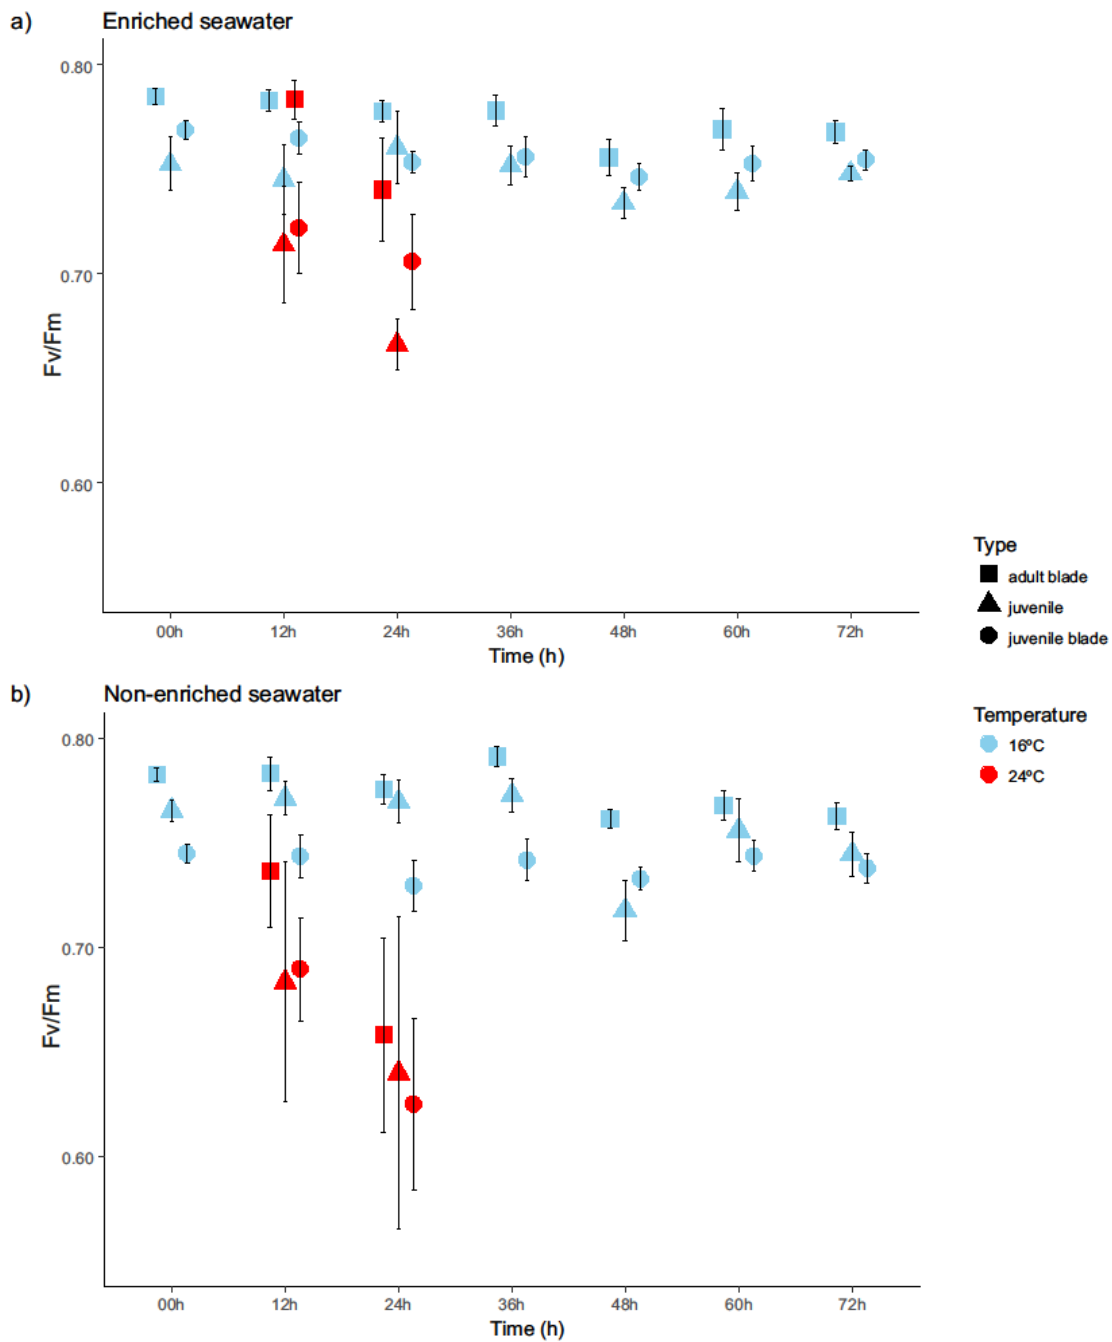 a) Enriched seawater
0.80
0.70
0.60
Fv/Fm
00h 12h 24h 36h 48h 60h 72h
Time (h)
Type
adult blade
juvenile
juvenile blade
b) Non-enriched seawater
0.80
0.70
0.60
Fv/Fm
00h 12h 24h 36h 48h 60h 72h
Time (h)
Temperature
16ºC
24ºC